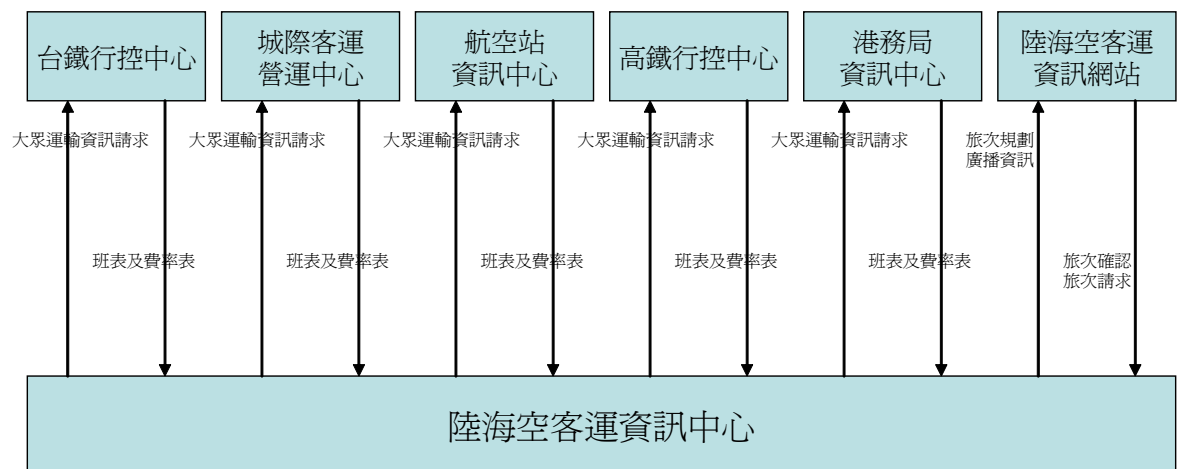 台鐵行控中心
城際客運
營運中心
航空站
資訊中心
高鐵行控中心
港務局
資訊中心
陸海空客運
資訊網站
大眾運輸資訊請求
大眾運輸資訊請求
大眾運輸資訊請求
大眾運輸資訊請求
大眾運輸資訊請求
旅次規劃
廣播資訊
班表及費率表
班表及費率表
班表及費率表
班表及費率表
班表及費率表
旅次確認
旅次請求
陸海空客運資訊中心